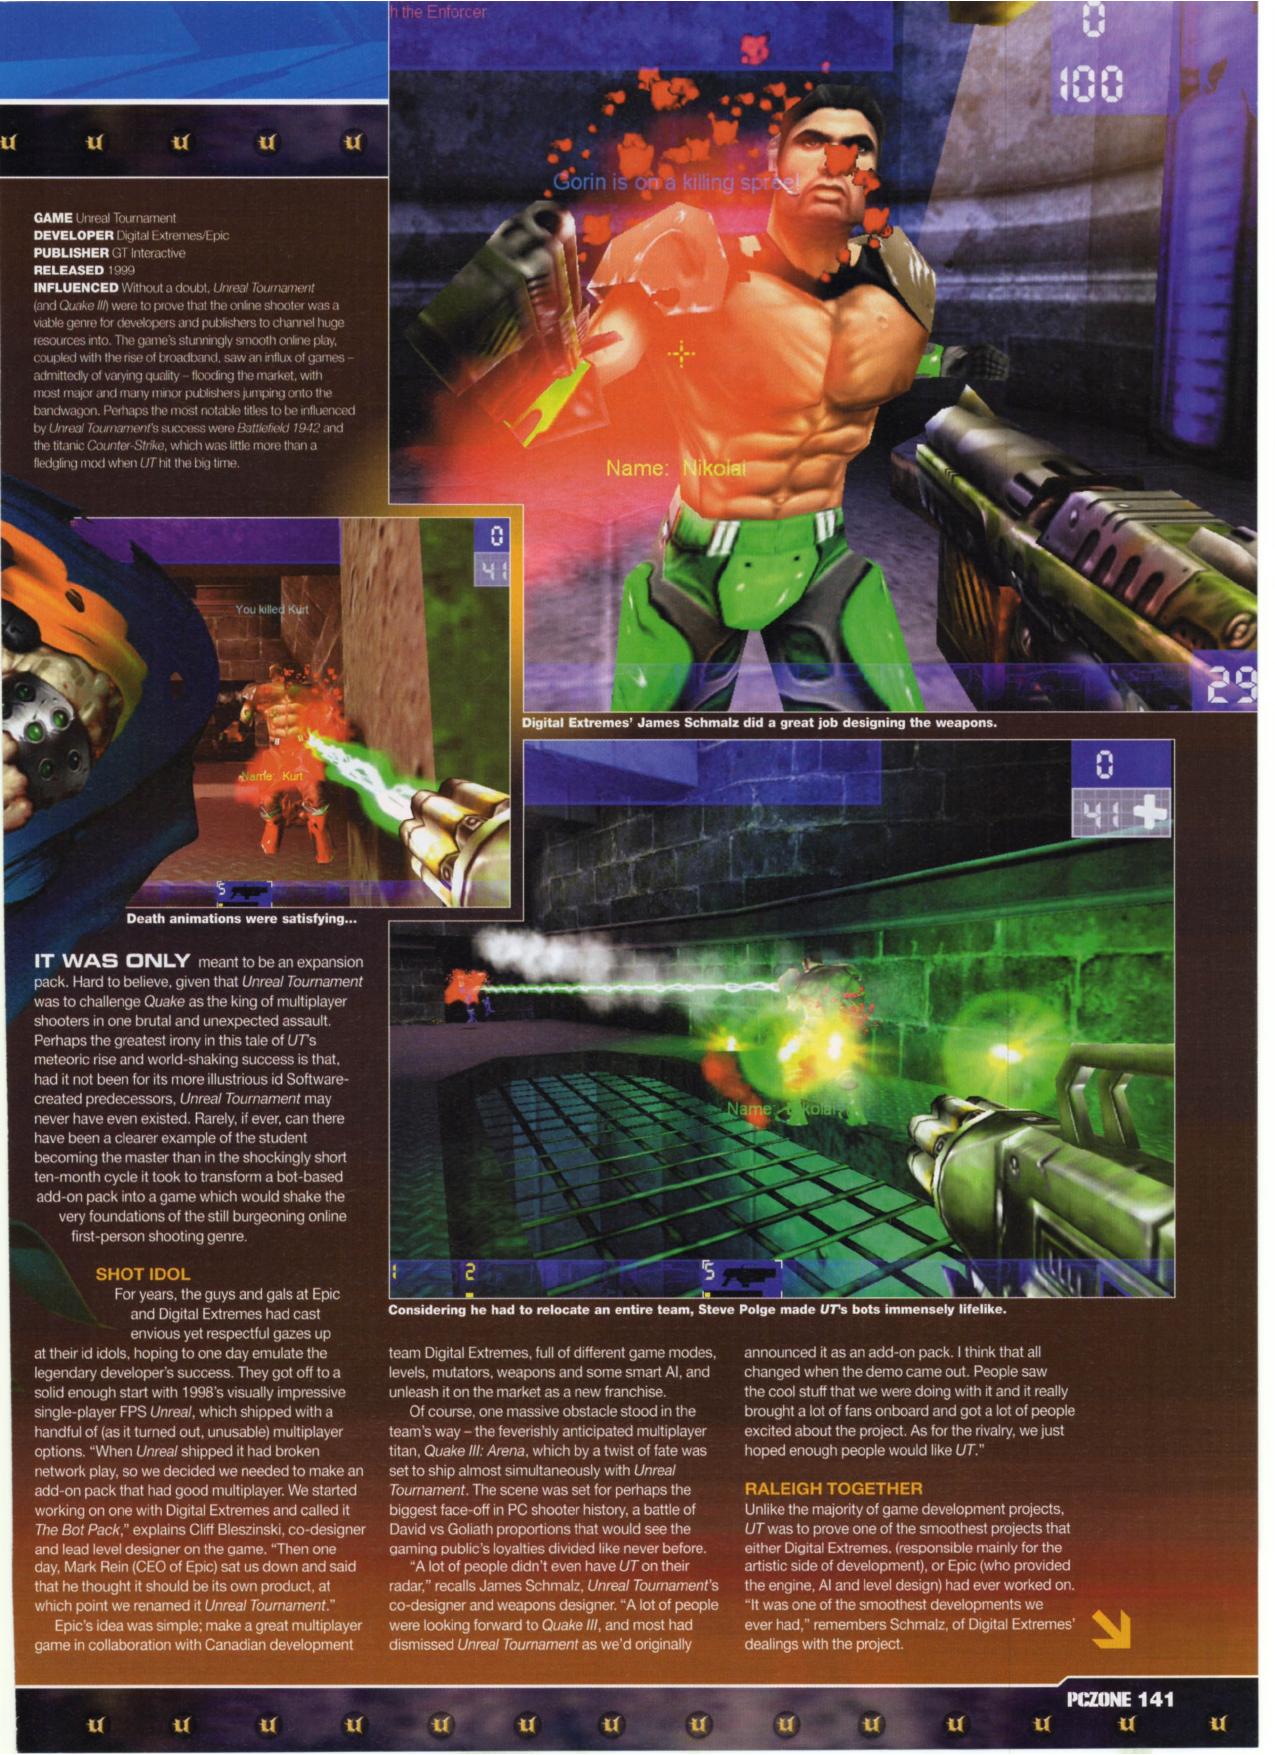 h the Enforcer
0
100
Gorin is on a killing spree!
Name: Nikolai
29
GAME Unreal Tournament
DEVELOPER Digital Extremes/Epic
PUBLISHER GT Interactive
RELEASED 1999
INFLUENCED Without a doubt, Unreal Tournament
(and Quake III) were to prove that the online shooter was a
viable genre for developers and publishers to channel huge
resources into. The game's stunningly smooth online play,
coupled with the rise of broadband, saw an influx of games –
admittedly of varying quality – flooding the market, with
most major and many minor publishers jumping onto the
bandwagon. Perhaps the most notable titles to be influenced
by Unreal Tournament's success were Battlefield 1942 and
the titanic Counter-Strike, which was little more than a
fledgling mod when UT hit the big time.
0
41
You killed Kurt
Name: Kurt
5
Digital Extremes' James Schmalz did a great job designing the weapons.
0
41
Name: Nikolai
1 2 5
Death animations were satisfying...
Considering he had to relocate an entire team, Steve Polge made UT's bots immensely lifelike.
IT WAS ONLY meant to be an expansion
pack. Hard to believe, given that Unreal Tournament
was to challenge Quake as the king of multiplayer
shooters in one brutal and unexpected assault.
Perhaps the greatest irony in this tale of UT's
meteoric rise and world-shaking success is that,
had it not been for its more illustrious id Software-
created predecessors, Unreal Tournament may
never have even existed. Rarely, if ever, can there
have been a clearer example of the student
becoming the master than in the shockingly short
ten-month cycle it took to transform a bot-based
add-on pack into a game which would shake the
very foundations of the still burgeoning online
first-person shooting genre.
SHOT IDOL
For years, the guys and gals at Epic
and Digital Extremes had cast
envious yet respectful gazes up
at their id idols, hoping to one day emulate the
legendary developer's success. They got off to a
solid enough start with 1998's visually impressive
single-player FPS Unreal, which shipped with a
handful of (as it turned out, unusable) multiplayer
options. "When Unreal shipped it had broken
network play, so we decided we needed to make an
add-on pack that had good multiplayer. We started
working on one with Digital Extremes and called it
The Bot Pack," explains Cliff Bleszinski, co-designer
and lead level designer on the game. "Then one
day, Mark Rein (CEO of Epic) sat us down and said
that he thought it should be its own product, at
which point we renamed it Unreal Tournament."
Epic's idea was simple; make a great multiplayer
game in collaboration with Canadian development
team Digital Extremes, full of different game modes,
levels, mutators, weapons and some smart AI, and
unleash it on the market as a new franchise.
Of course, one massive obstacle stood in the
team's way – the feverishly anticipated multiplayer
titan, Quake III: Arena, which by a twist of fate was
set to ship almost simultaneously with Unreal
Tournament. The scene was set for perhaps the
biggest face-off in PC shooter history, a battle of
David vs Goliath proportions that would see the
gaming public's loyalties divided like never before.
"A lot of people didn't even have UT on their
radar," recalls James Schmalz, Unreal Tournament's
co-designer and weapons designer. "A lot of people
were looking forward to Quake III, and most had
dismissed Unreal Tournament as we'd originally
announced it as an add-on pack. I think that all
changed when the demo came out. People saw
the cool stuff that we were doing with it and it really
brought a lot of fans onboard and got a lot of people
excited about the project. As for the rivalry, we just
hoped enough people would like UT."
RALEIGH TOGETHER
Unlike the majority of game development projects,
UT was to prove one of the smoothest projects that
either Digital Extremes, (responsible mainly for the
artistic side of development), or Epic (who provided
the engine, AI and level design) had ever worked on.
"It was one of the smoothest developments we
ever had," remembers Schmalz, of Digital Extremes'
dealings with the project.
PCZONE 141